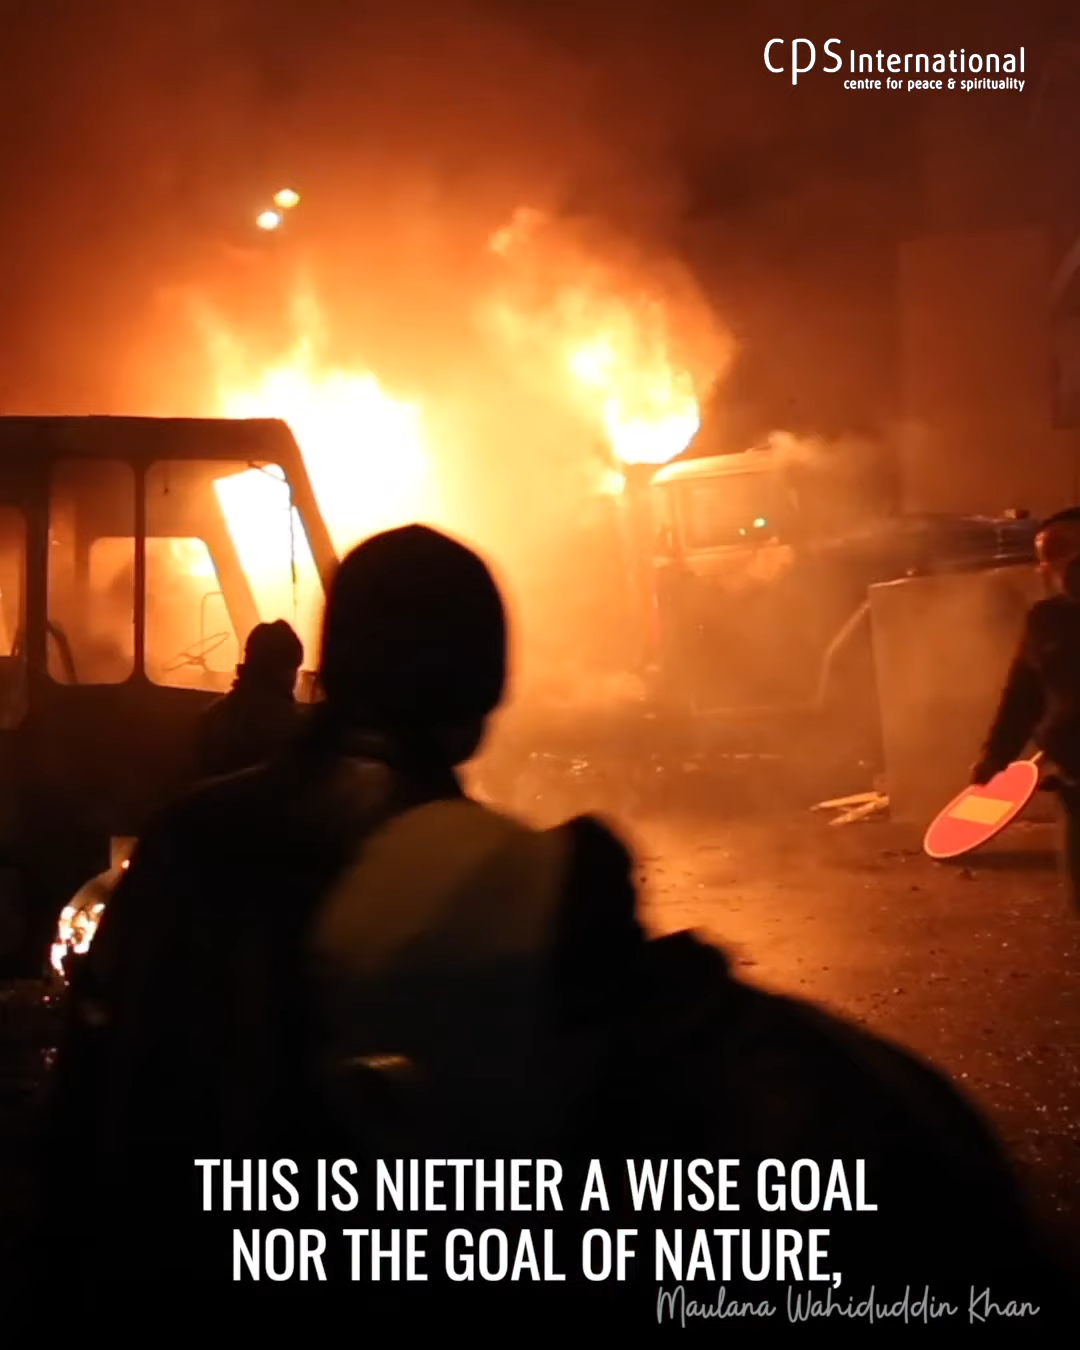 cps International
centre for peace & spirituality
THIS IS NIETHER A WISE GOAL
NOR THE GOAL OF NATURE,
Maulana Wahiduddin Khan